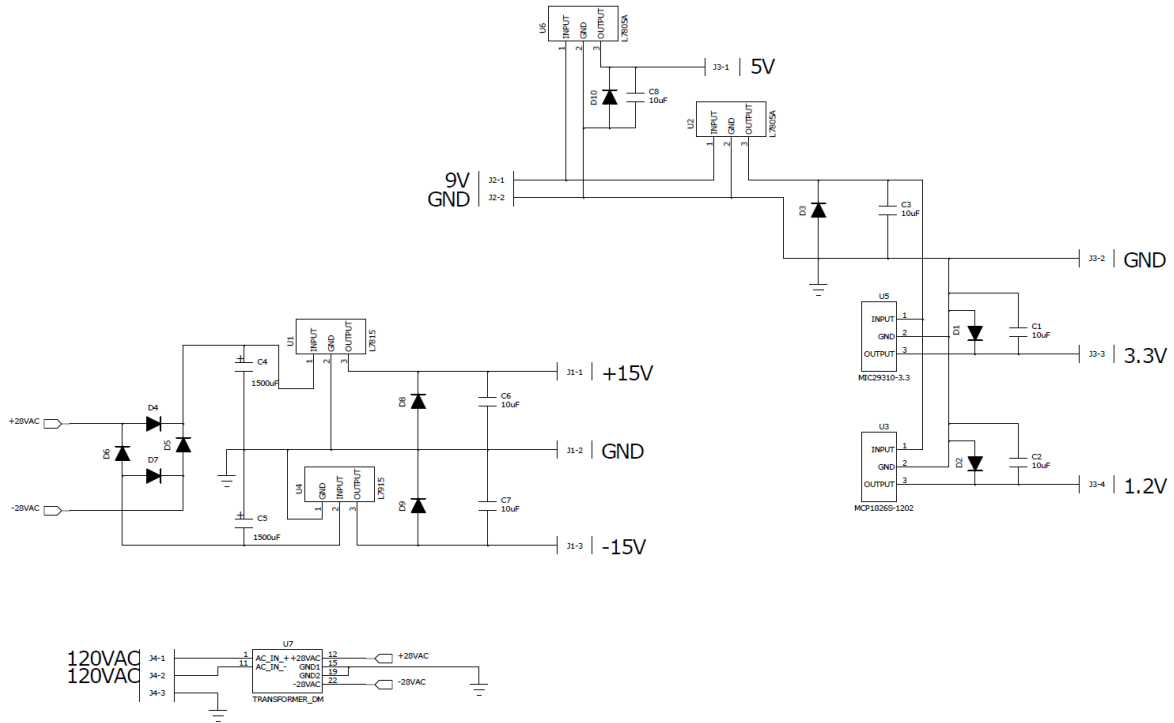 U6
INPUT
GND
OUTPUT
L7805A
1
2
3
J3-1
5V
D10
C8
10uF
U2
INPUT
GND
OUTPUT
L7805A
1
2
3
9V
J2-1
GND
J2-2
D3
C3
10uF
J3-2
GND
U5
INPUT
1
GND
2
OUTPUT
3
MIC29310-3.3
D1
C1
10uF
J3-3
3.3V
U3
INPUT
1
GND
2
OUTPUT
3
MCP1826S-1202
D2
C2
10uF
J3-4
1.2V
U1
INPUT
GND
OUTPUT
L7815
1
2
3
C4
+
1500uF
J1-1
+15V
D8
C6
10uF
D4
+28VAC
D6
D5
D7
-28VAC
J1-2
GND
U4
GND
INPUT
OUTPUT
L7915
1
2
3
C5
+
1500uF
D9
C7
10uF
J1-3
-15V
U7
120VAC
J4-1
1
AC_IN_+
+28VAC
12
+28VAC
120VAC
J4-2
11
AC_IN_-
GND1
15
GND2
19
J4-3
-28VAC
22
-28VAC
TRANSFORMER_DM